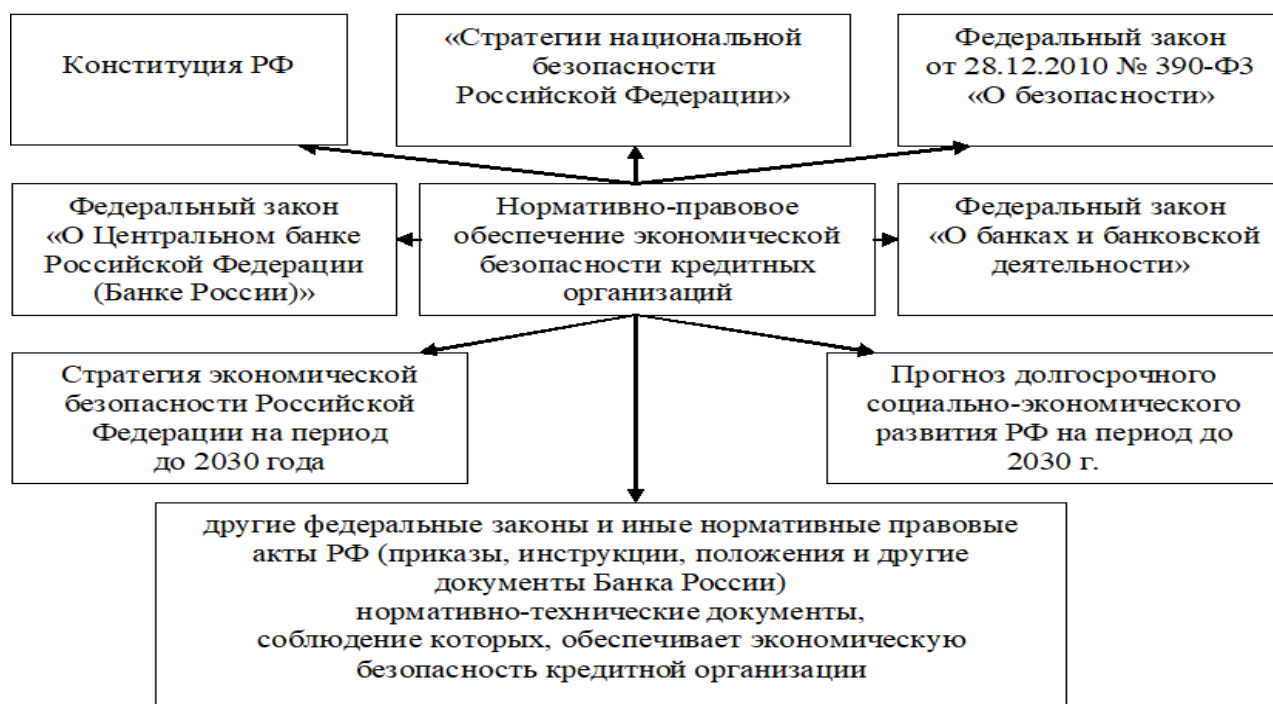 Конституция РФ
«Стратегии национальной
безопасности
Российской Федерации»
Федеральный закон
от 28.12.2010 № 390-ФЗ
«О безопасности»
Федеральный закон
«О Центральном банке
Российской Федерации
(Банке России)»
Нормативно-правовое
обеспечение экономической
безопасности кредитных
организаций
Федеральный закон
«О банках и банковской
деятельности»
Стратегия экономической
безопасности Российской
Федерации на период
до 2030 года
Прогноз долгосрочного
социально-экономического
развития РФ на период до
2030 г.
другие федеральные законы и иные нормативные правовые
акты РФ (приказы, инструкции, положения и другие
документы Банка России)
нормативно-технические документы,
соблюдение которых, обеспечивает экономическую
безопасность кредитной организации